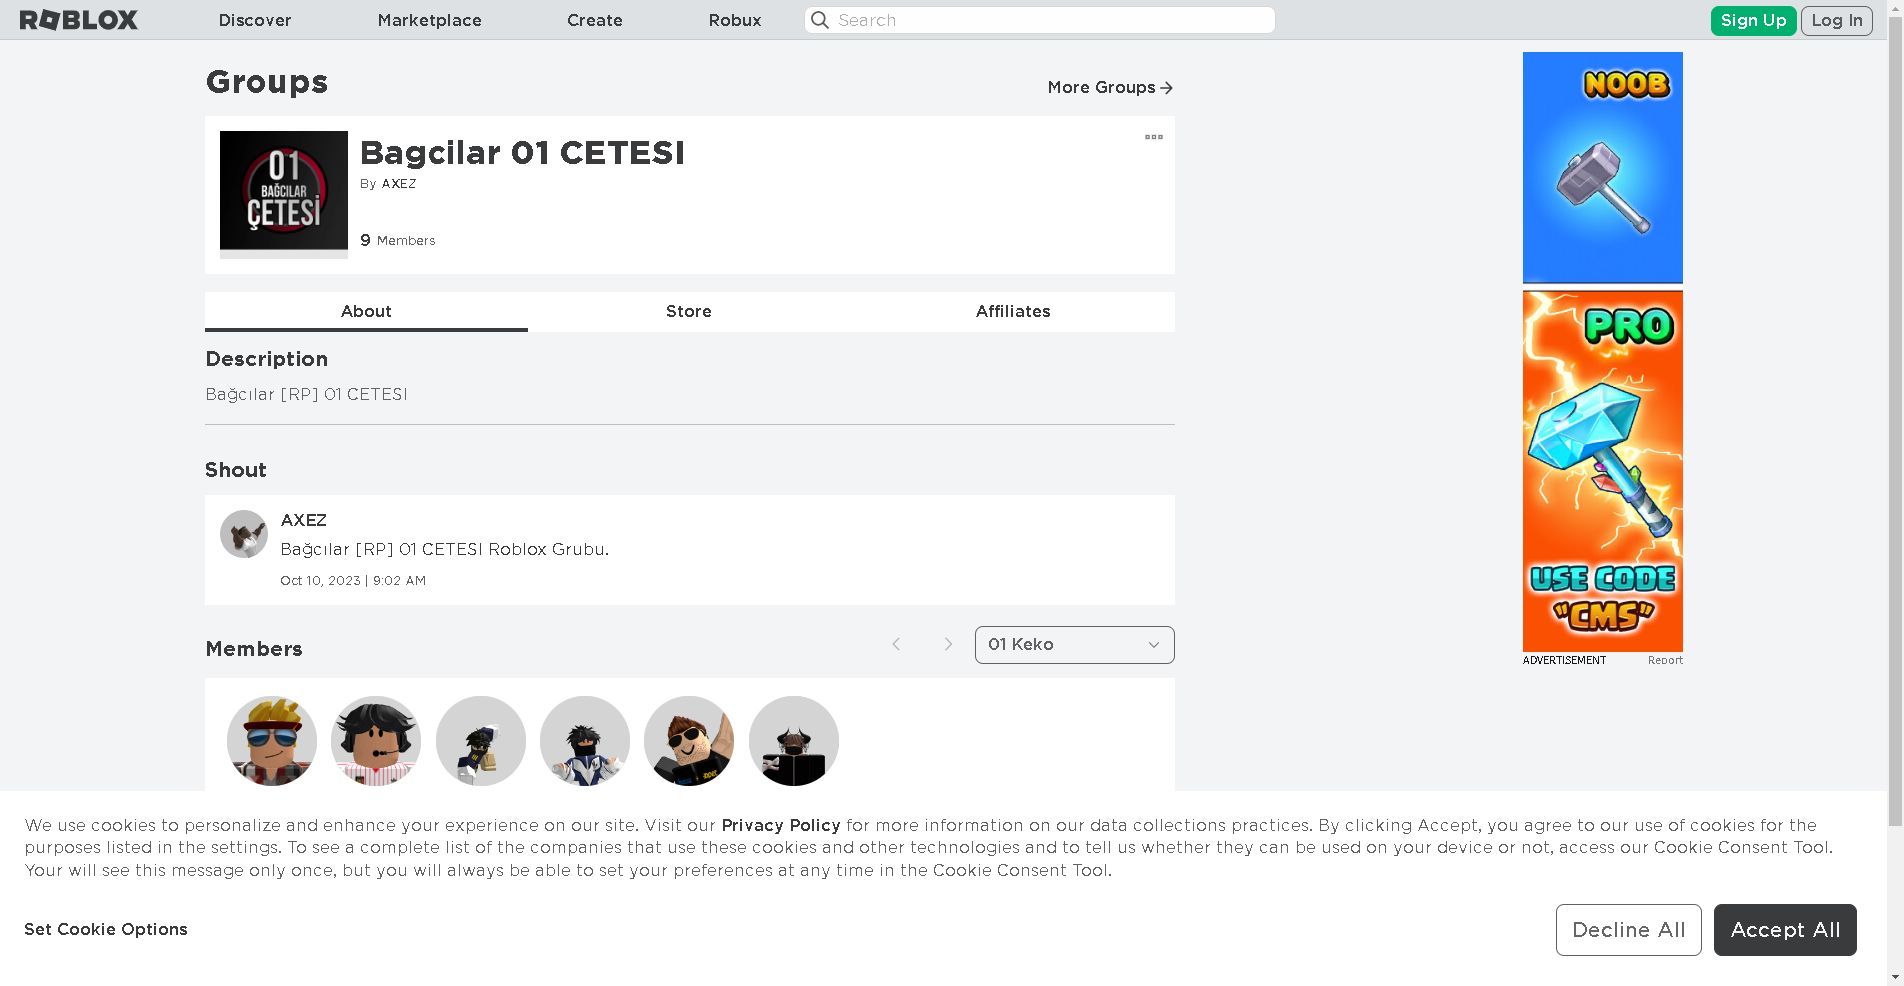 ROBLOX
Discover
Marketplace
Create
Robux
Search
Sign Up
Log In
Groups
More Groups
01
BAĞCILAR
ÇETESİ
Bagcilar 01 CETESI
By AXEZ
9 Members
About
Store
Affiliates
Description
Bağcılar [RP] 01 CETESI
Shout
AXEZ
Bağcılar [RP] 01 CETESI Roblox Grubu.
Oct 10, 2023 | 9:02 AM
Members
01 Keko
NOOB
PRO
USE CODE
"CMS"
ADVERTISEMENT
Report
We use cookies to personalize and enhance your experience on our site. Visit our Privacy Policy for more information on our data collections practices. By clicking Accept, you agree to our use of cookies for the
purposes listed in the settings. To see a complete list of the companies that use these cookies and other technologies and to tell us whether they can be used on your device or not, access our Cookie Consent Tool.
Your will see this message only once, but you will always be able to set your preferences at any time in the Cookie Consent Tool.
Set Cookie Options
Decline All
Accept All